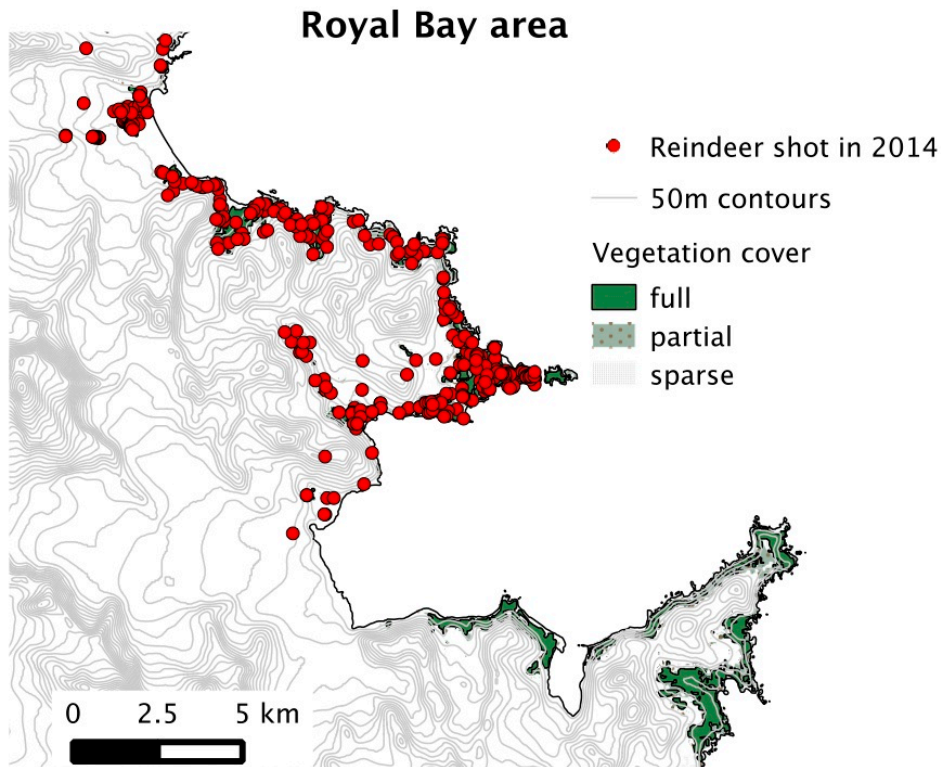 Royal Bay area
Reindeer shot in 2014
50m contours
Vegetation cover
full
partial
sparse
0 2.5 5 km